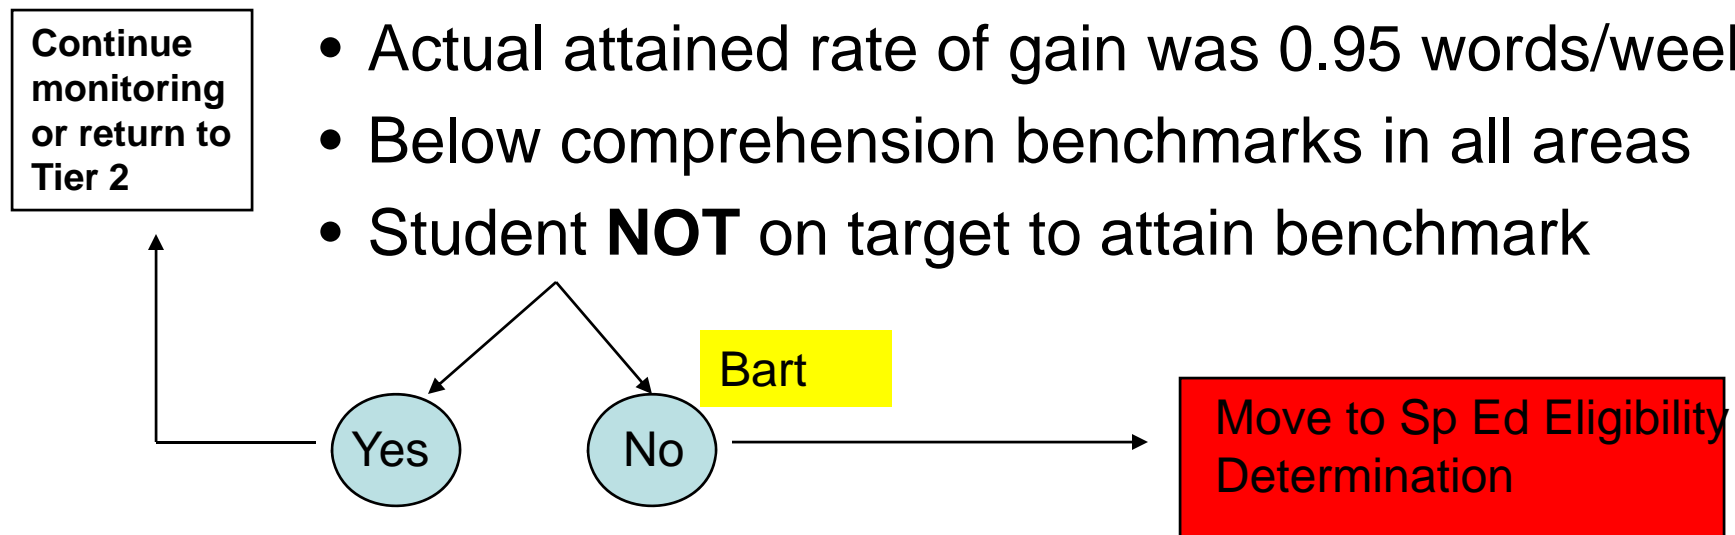 Continue
monitoring
or return to
Tier 2
• Actual attained rate of gain was 0.95 words/week
• Below comprehension benchmarks in all areas
• Student NOT on target to attain benchmark
Bart
Yes
No
Move to Sp Ed Eligibility
Determination